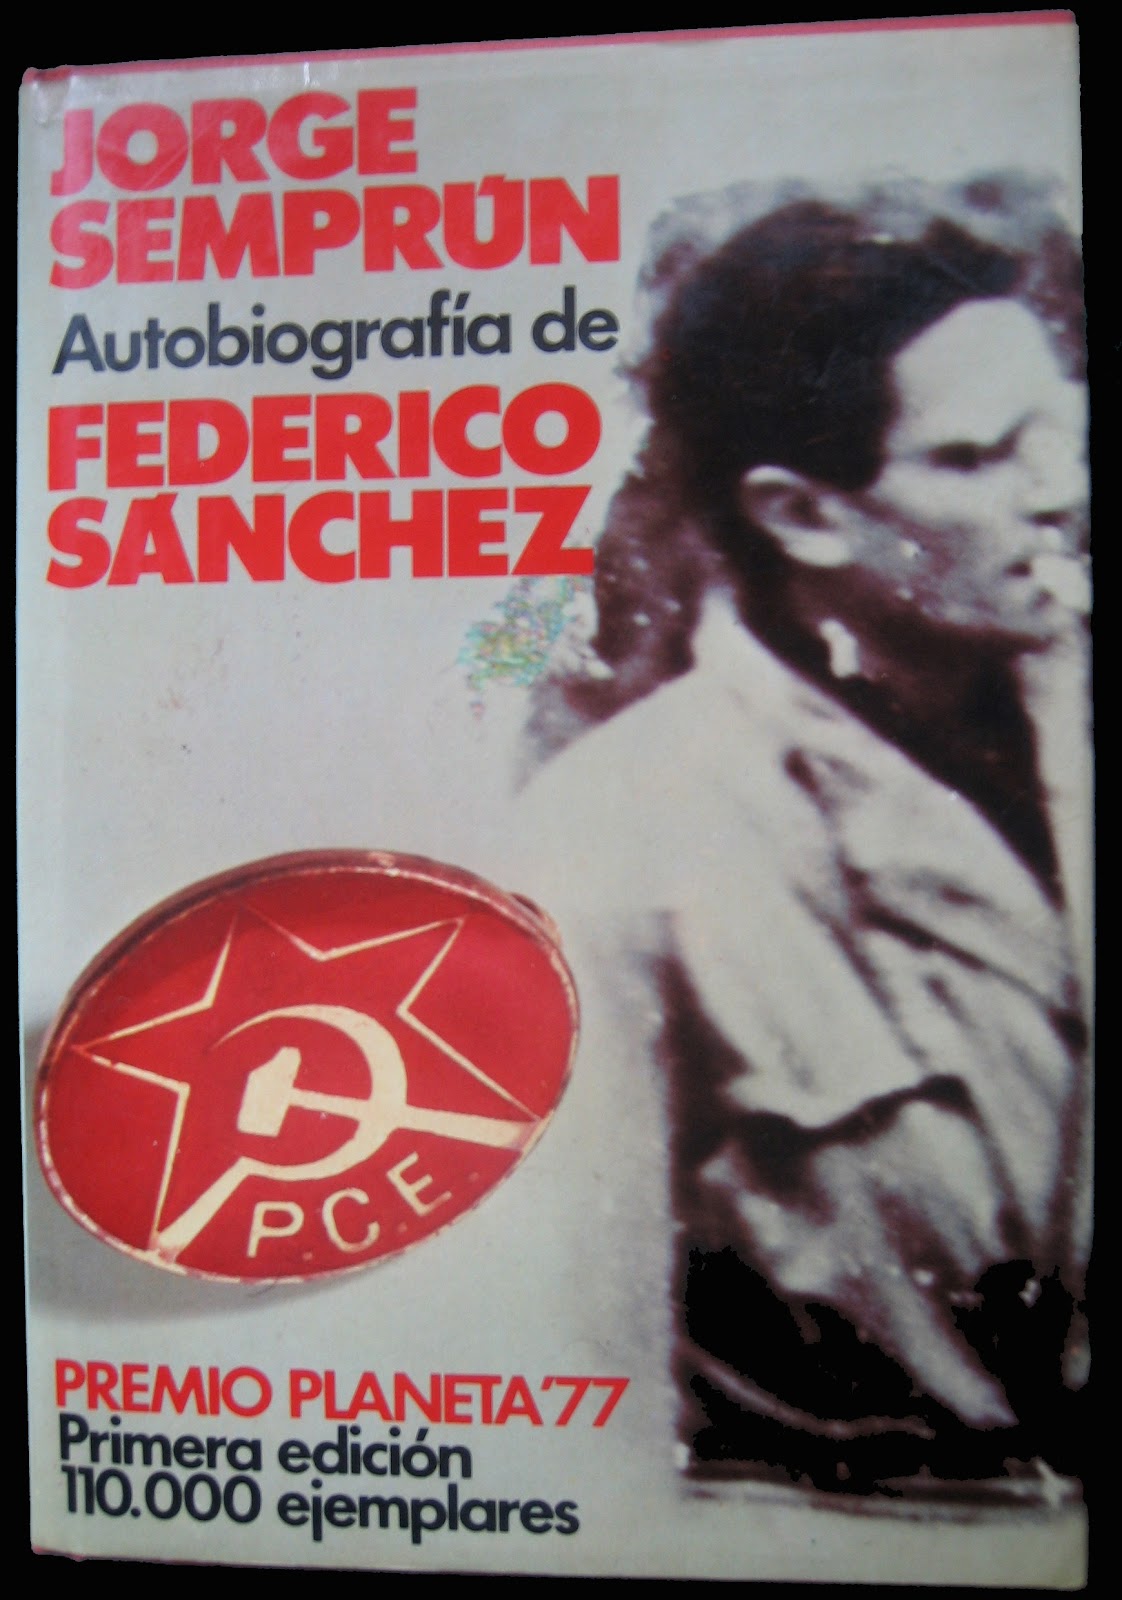 JORGE
SEMPRÚN
Autobiografía de
FEDERICO
SÁNCHEZ
P.C.E.
PREMIO PLANETA'77
Primera edición
110.000 ejemplares